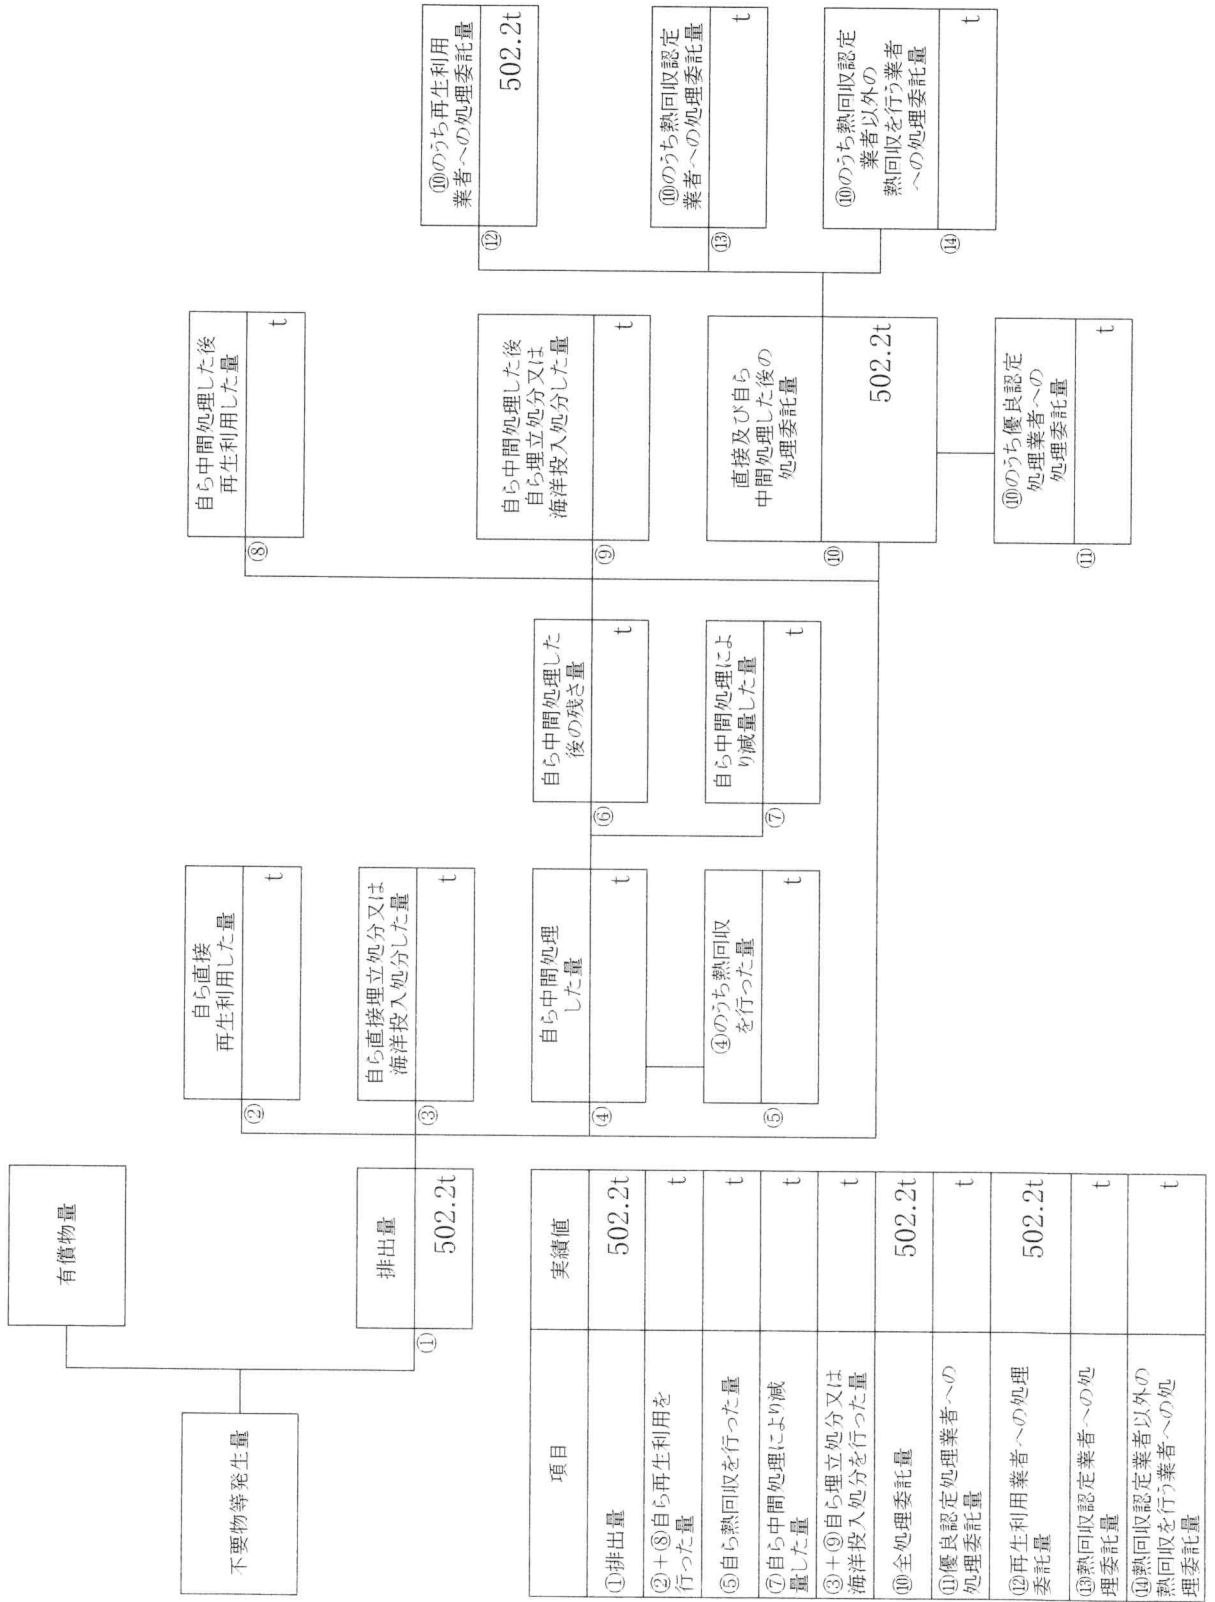 不要物等発生量
有償物量
①
排出量
502.2t
②
自ら直接
再生利用した量
t
③
自ら直接埋立処分又は
海洋投入処分した量
t
④
自ら中間処理
した量
t
⑤
④のうち熱回収
を行った量
t
⑥
自ら中間処理した
後の残さ量
t
⑦
自ら中間処理によ
り減量した量
t
⑧
自ら中間処理した後
再生利用した量
t
⑨
自ら中間処理した後
自ら埋立処分又は
海洋投入処分した量
t
⑩
直接及び自ら
中間処理した後の
処理委託量
502.2t
⑪
⑩のうち優良認定
処理業者への
処理委託量
t
⑫
⑩のうち再生利用
業者への処理委託量
502.2t
⑬
⑩のうち熱回収認定
業者への処理委託量
t
⑭
⑩のうち熱回収認定
業者以外の
熱回収を行う業者
への処理委託量
t
項目
実績値
①排出量
502.2t
②+⑧自ら再生利用を
行った量
t
⑤自ら熱回収を行った量
t
⑦自ら中間処理により減
量した量
t
③+⑨自ら埋立処分又は
海洋投入処分を行った量
t
⑩全処理委託量
502.2t
⑪優良認定処理業者への
処理委託量
t
⑫再生利用業者への処理
委託量
502.2t
⑬熱回収認定業者への処
理委託量
t
⑭熱回収認定業者以外の
熱回収を行う業者への処
理委託量
t